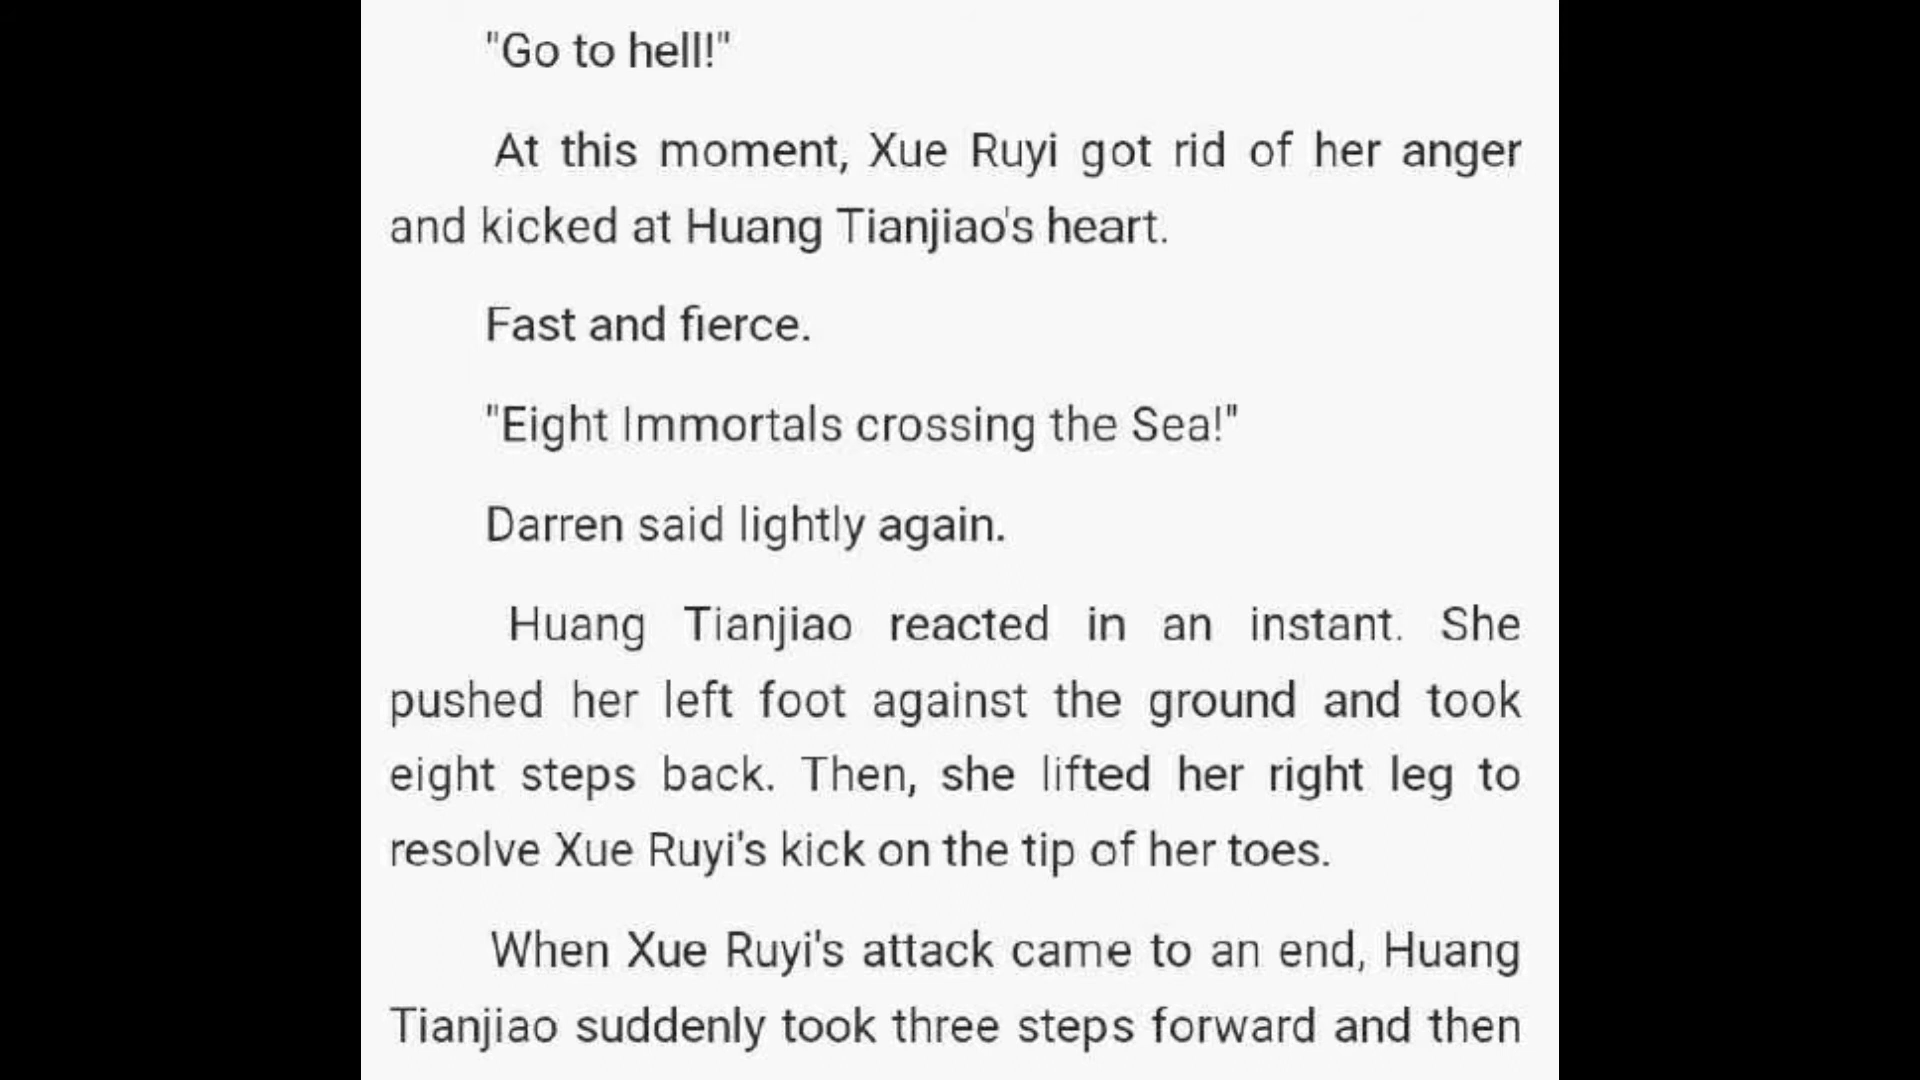 "Go to hell!"
At this moment, Xue Ruyi got rid of her anger
and kicked at Huang Tianjiao's heart.
Fast and fierce.
"Eight Immortals crossing the Sea!"
Darren said lightly again.
Huang Tianjiao reacted in an instant. She
pushed her left foot against the ground and took
eight steps back. Then, she lifted her right leg to
resolve Xue Ruyi's kick on the tip of her toes.
When Xue Ruyi's attack came to an end, Huang
Tianjiao suddenly took three steps forward and then